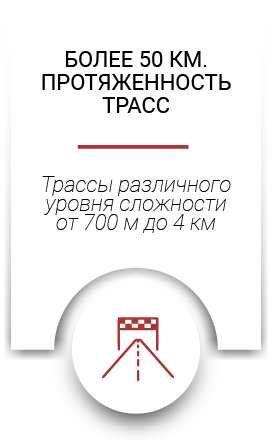 БОЛЕЕ 50 КМ.
ПРОТЯЖЕННОСТЬ
ТРАСС
Трассы различного
уровня сложности
от 700 м до 4 км